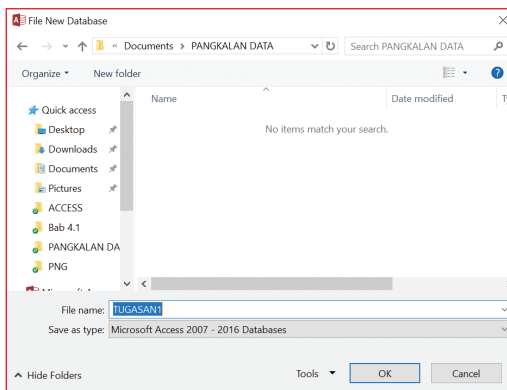 File New Database
« Documents > PANGKALAN DATA
Search PANGKALAN DATA
Organize
New folder
Name
Date modified
Quick access
Desktop
Downloads
Documents
Pictures
ACCESS
Bab 4.1
PANGKALAN DA
PNG
No items match your search.
File name: TUGASAN1
Save as type: Microsoft Access 2007 - 2016 Databases
Hide Folders
Tools
OK
Cancel